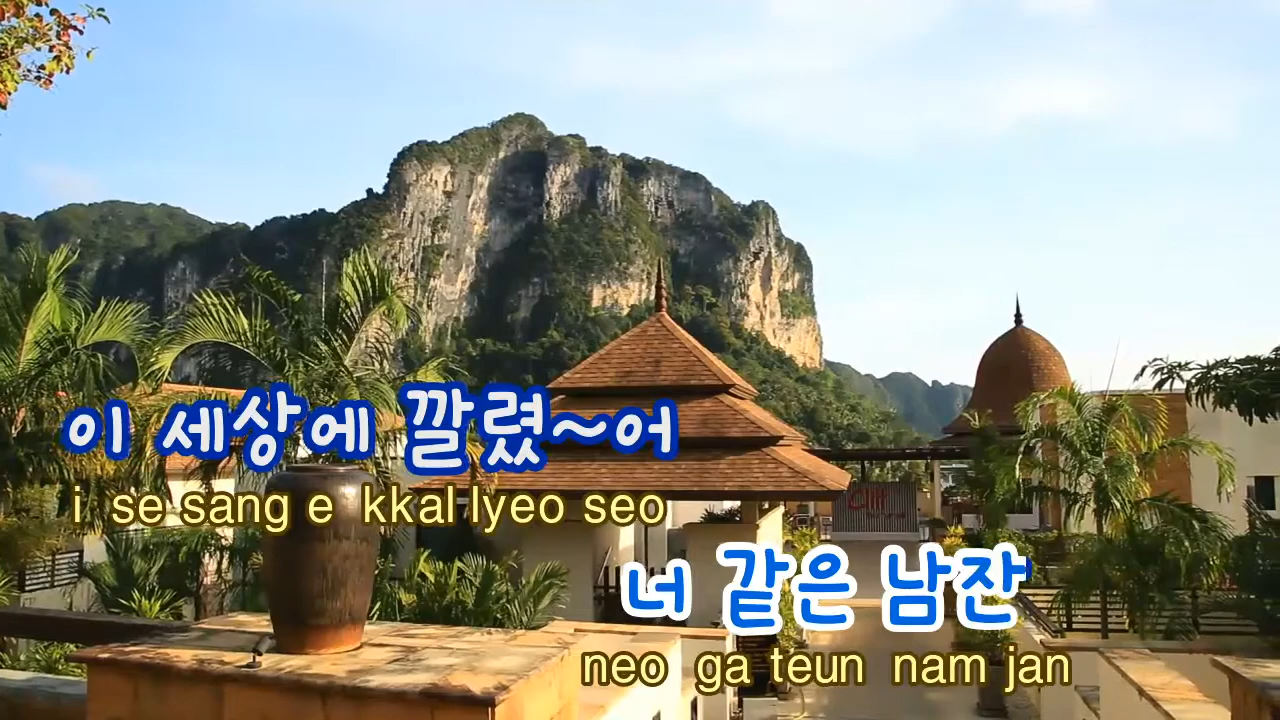 이 세상에 깔렸~어
i se sang e kkal lyeo seo
너 같은 남잔
neo ga teun nam jan